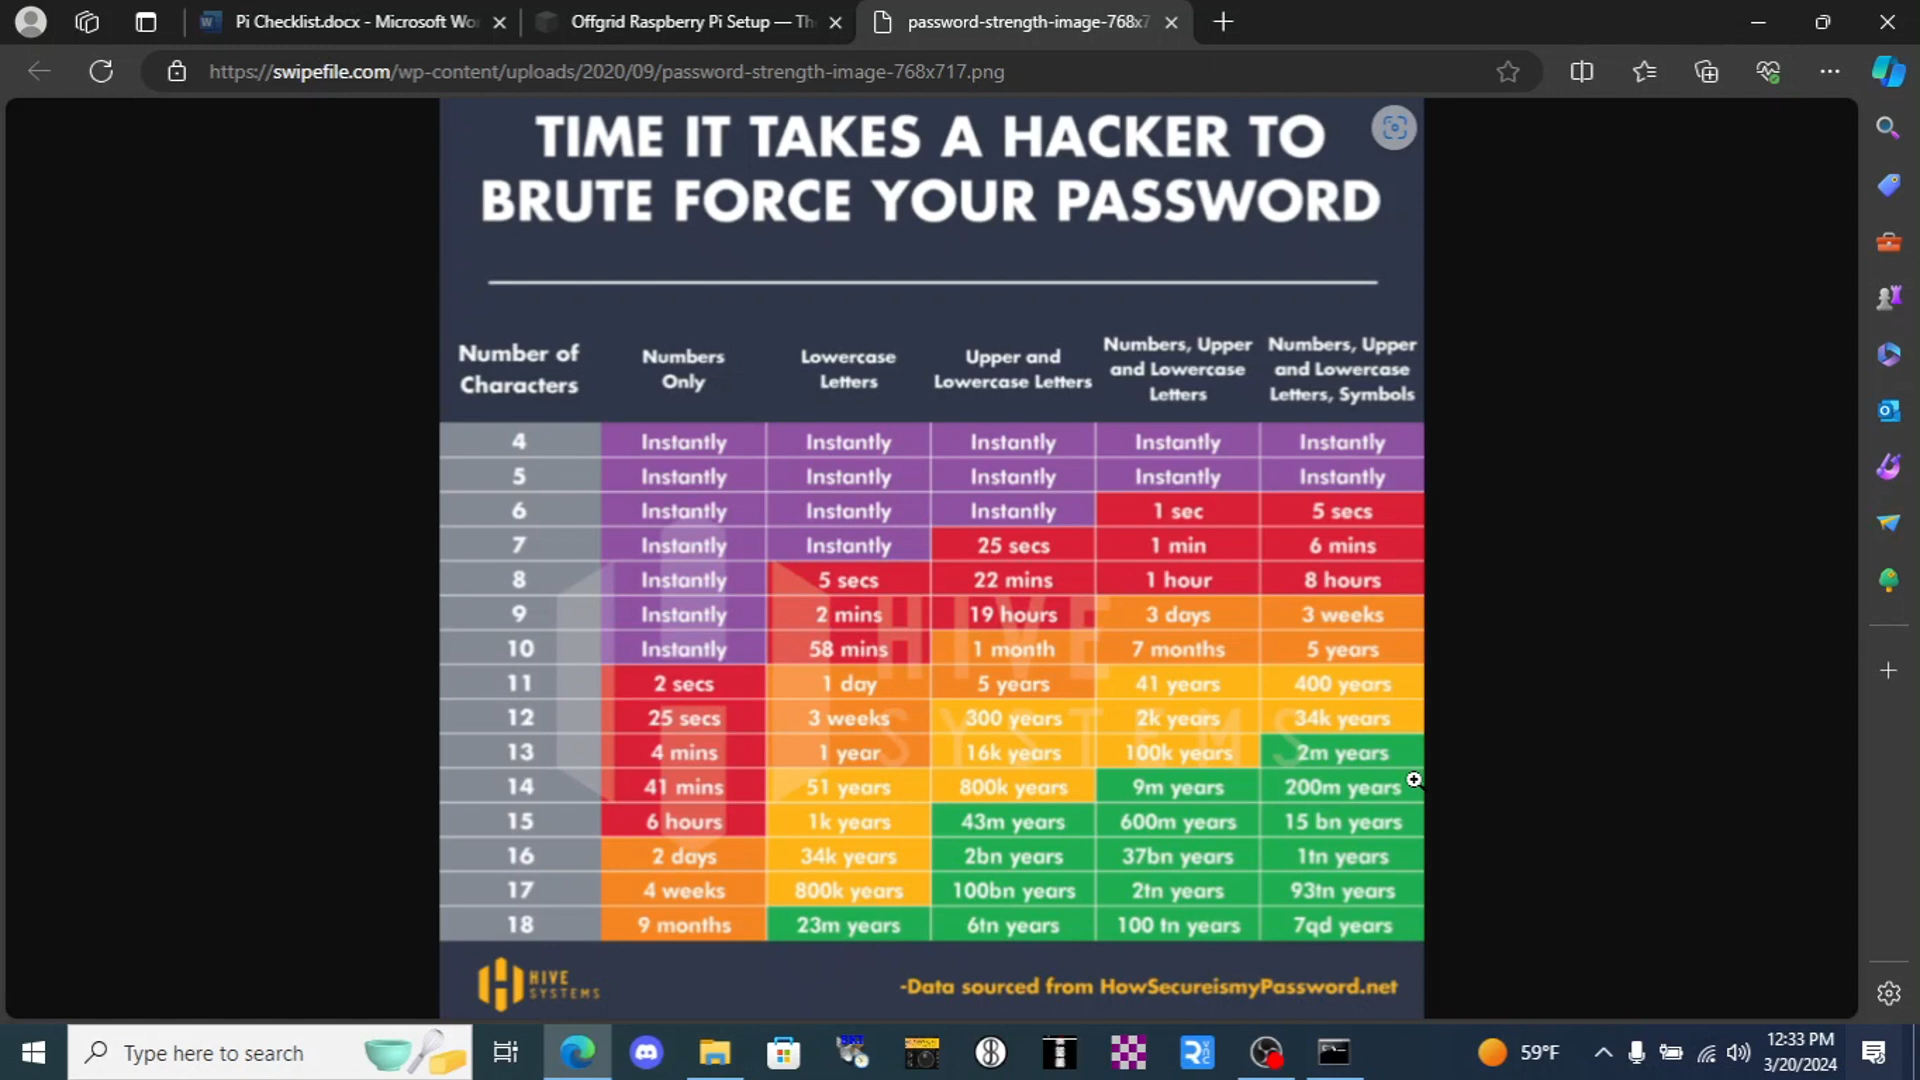 Pi Checklist.docx - Microsoft Wo
Offgrid Raspberry Pi Setup — Th
password-strength-image-768x7
https://swipefile.com/wp-content/uploads/2020/09/password-strength-image-768x717.png
TIME IT TAKES A HACKER TO
BRUTE FORCE YOUR PASSWORD
Number of Characters
Numbers Only
Lowercase Letters
Upper and Lowercase Letters
Numbers, Upper and Lowercase Letters
Numbers, Upper and Lowercase Letters, Symbols
4 Instantly Instantly Instantly Instantly Instantly
5 Instantly Instantly Instantly Instantly Instantly
6 Instantly Instantly Instantly 1 sec 5 secs
7 Instantly Instantly 25 secs 1 min 6 mins
8 Instantly 5 secs 22 mins 1 hour 8 hours
9 Instantly 2 mins 19 hours 3 days 3 weeks
10 Instantly 58 mins 1 month 7 months 5 years
11 2 secs 1 day 5 years 41 years 400 years
12 25 secs 3 weeks 300 years 2k years 34k years
13 4 mins 1 year 16k years 100k years 2m years
14 41 mins 51 years 800k years 9m years 200m years
15 6 hours 1k years 43m years 600m years 15 bn years
16 2 days 34k years 2bn years 37bn years 1tn years
17 4 weeks 800k years 100bn years 2tn years 93tn years
18 9 months 23m years 6tn years 100 tn years 7qd years
HIVE
SYSTEMS
HIVE
SYSTEMS
-Data sourced from HowSecureismyPassword.net
Type here to search
59°F
12:33 PM
3/20/2024